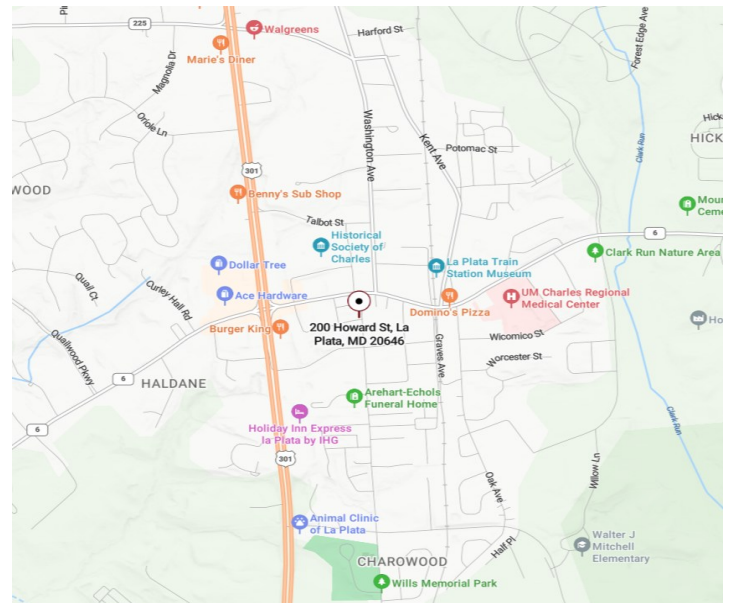 225
Walgreens
Harford St
Marie's Diner
Magnolia Dr
Forest Edge Ave
Oriole Ln
Washington Ave
Kent Ave
Potomac St
Clark Run
HICK
301
WOOD
Benny's Sub Shop
Talbot St
Historical
Society of
Charles
6
Clark Run Nature Area
Dollar Tree
La Plata Train
Station Museum
Quail Ct
Curley Hall Rd
Ace Hardware
UM Charles Regional
Medical Center
Domino's Pizza
Burger King
200 Howard St, La
Plata, MD 20646
Ho
Wicomico St
Graves Ave
Worcester St
Quailwood Pkwy
6
HALDANE
Arehart-Echols
Funeral Home
Holiday Inn Express
la Plata by IHG
6
Clark Run
301
Oak Ave
Willow Ln
Animal Clinic
of La Plata
Half Pl
Walter J
Mitchell
Elementary
CHAROWOOD
Wills Memorial Park